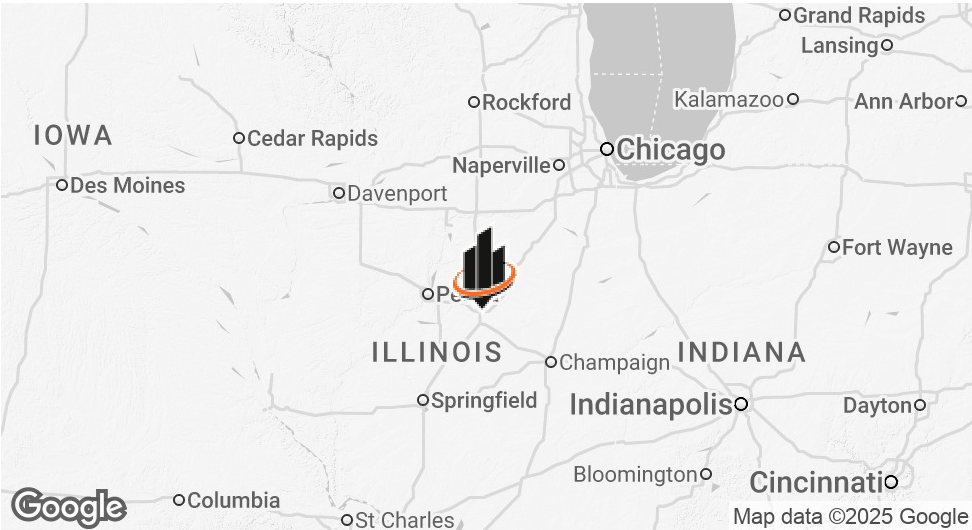 Grand Rapids
Lansing
Rockford
Kalamazoo
Ann Arbor
IOWA
Cedar Rapids
Chicago
Naperville
Des Moines
Davenport
Fort Wayne
ILLINOIS
INDIANA
Champaign
Springfield
Indianapolis
Dayton
Bloomington
Cincinnati
Columbia
Google
St Charles
Map data ©2025 Google